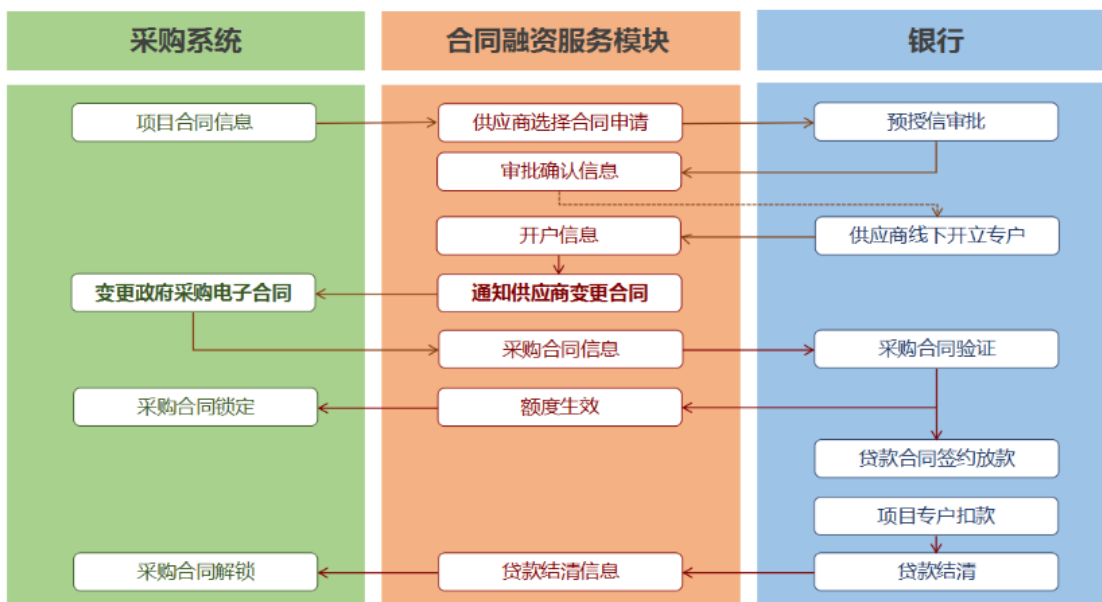 采购系统
合同融资服务模块
银行
项目合同信息
供应商选择合同申请
预授信审批
审批确认信息
开户信息
供应商线下开立专户
变更政府采购电子合同
通知供应商变更合同
采购合同信息
采购合同验证
采购合同锁定
额度生效
贷款合同签约放款
项目专户扣款
采购合同解锁
贷款结清信息
贷款结清